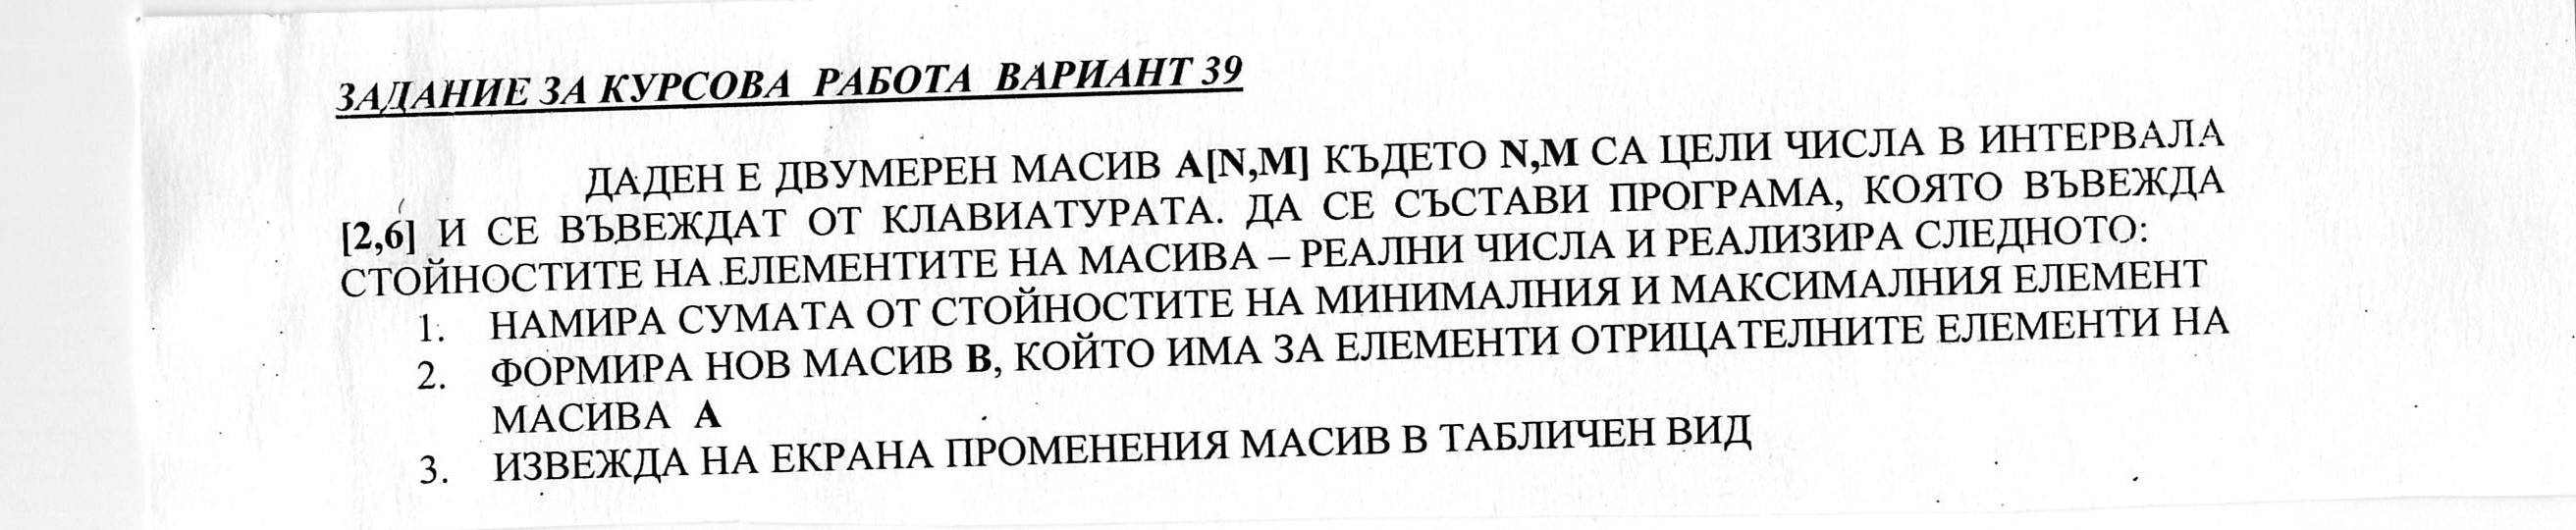 ЗАДАНИЕ ЗА КУРСОВА РАБОТА ВАРИАНТ 39
ДАДЕН Е ДВУМЕРЕН МАСИВ A[N,M] КЪДЕТО N,M СА ЦЕЛИ ЧИСЛА В ИНТЕРВАЛА
[2,6] И СЕ ВЪВЕЖДАТ ОТ КЛАВИАТУРАТА. ДА СЕ СЪСТАВИ ПРОГРАМА, КОЯТО ВЪВЕЖДА
СТОЙНОСТИТЕ НА ЕЛЕМЕНТИТЕ НА МАСИВА – РЕАЛНИ ЧИСЛА И РЕАЛИЗИРА СЛЕДНОТО:
1. НАМИРА СУМАТА ОТ СТОЙНОСТИТЕ НА МИНИМАЛНИЯ И МАКСИМАЛНИЯ ЕЛЕМЕНТ
2. ФОРМИРА НОВ МАСИВ B, КОЙТО ИМА ЗА ЕЛЕМЕНТИ ОТРИЦАТЕЛНИТЕ ЕЛЕМЕНТИ НА
МАСИВА A
3. ИЗВЕЖДА НА ЕКРАНА ПРОМЕНЕНИЯ МАСИВ В ТАБЛИЧЕН ВИД